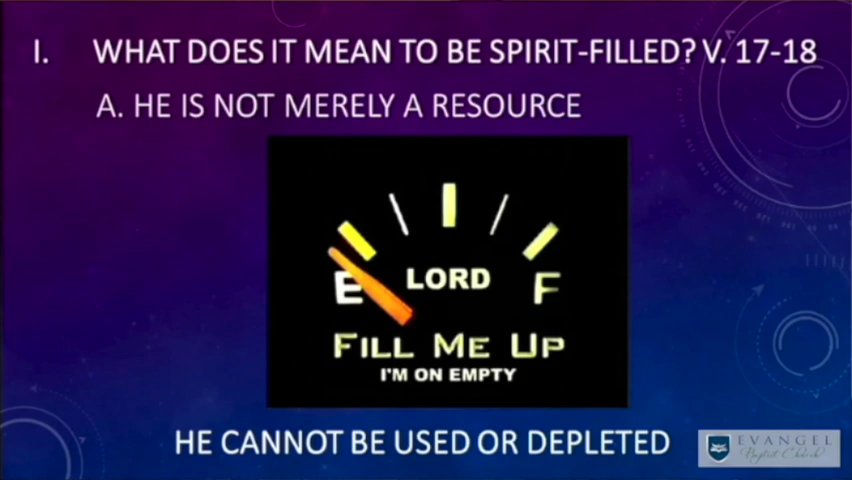 I. WHAT DOES IT MEAN TO BE SPIRIT-FILLED? V. 17-18
A. HE IS NOT MERELY A RESOURCE
E LORD F
FILL ME UP
I'M ON EMPTY
HE CANNOT BE USED OR DEPLETED
EVANGEL
Baptist Church